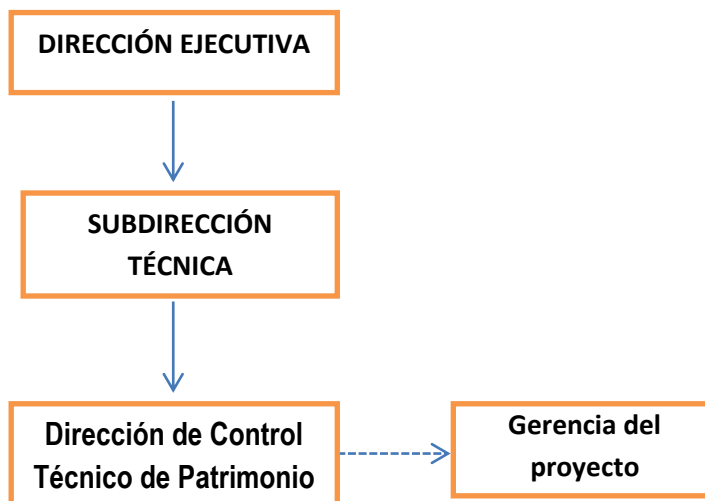 DIRECCIÓN EJECUTIVA
SUBDIRECCIÓN
TÉCNICA
Dirección de Control
Técnico de Patrimonio
Gerencia del
proyecto